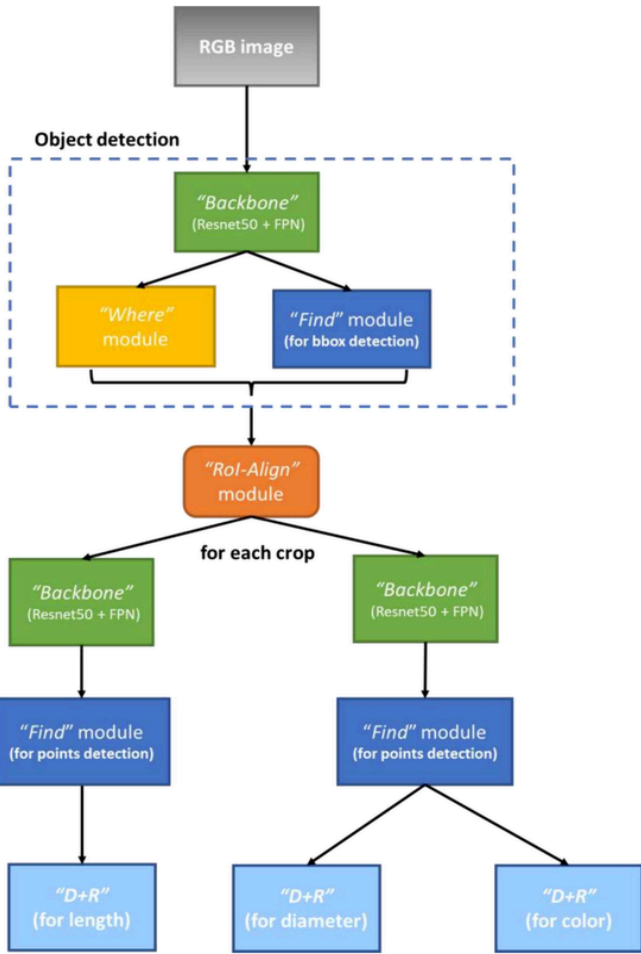 RGB image
Object detection
"Backbone"
(Resnet50 + FPN)
"Where"
module
"Find" module
(for bbox detection)
"RoI-Align"
module
for each crop
"Backbone"
(Resnet50 + FPN)
"Backbone"
(Resnet50 + FPN)
"Find" module
(for points detection)
"Find" module
(for points detection)
"D+R"
(for length)
"D+R"
(for diameter)
"D+R"
(for color)